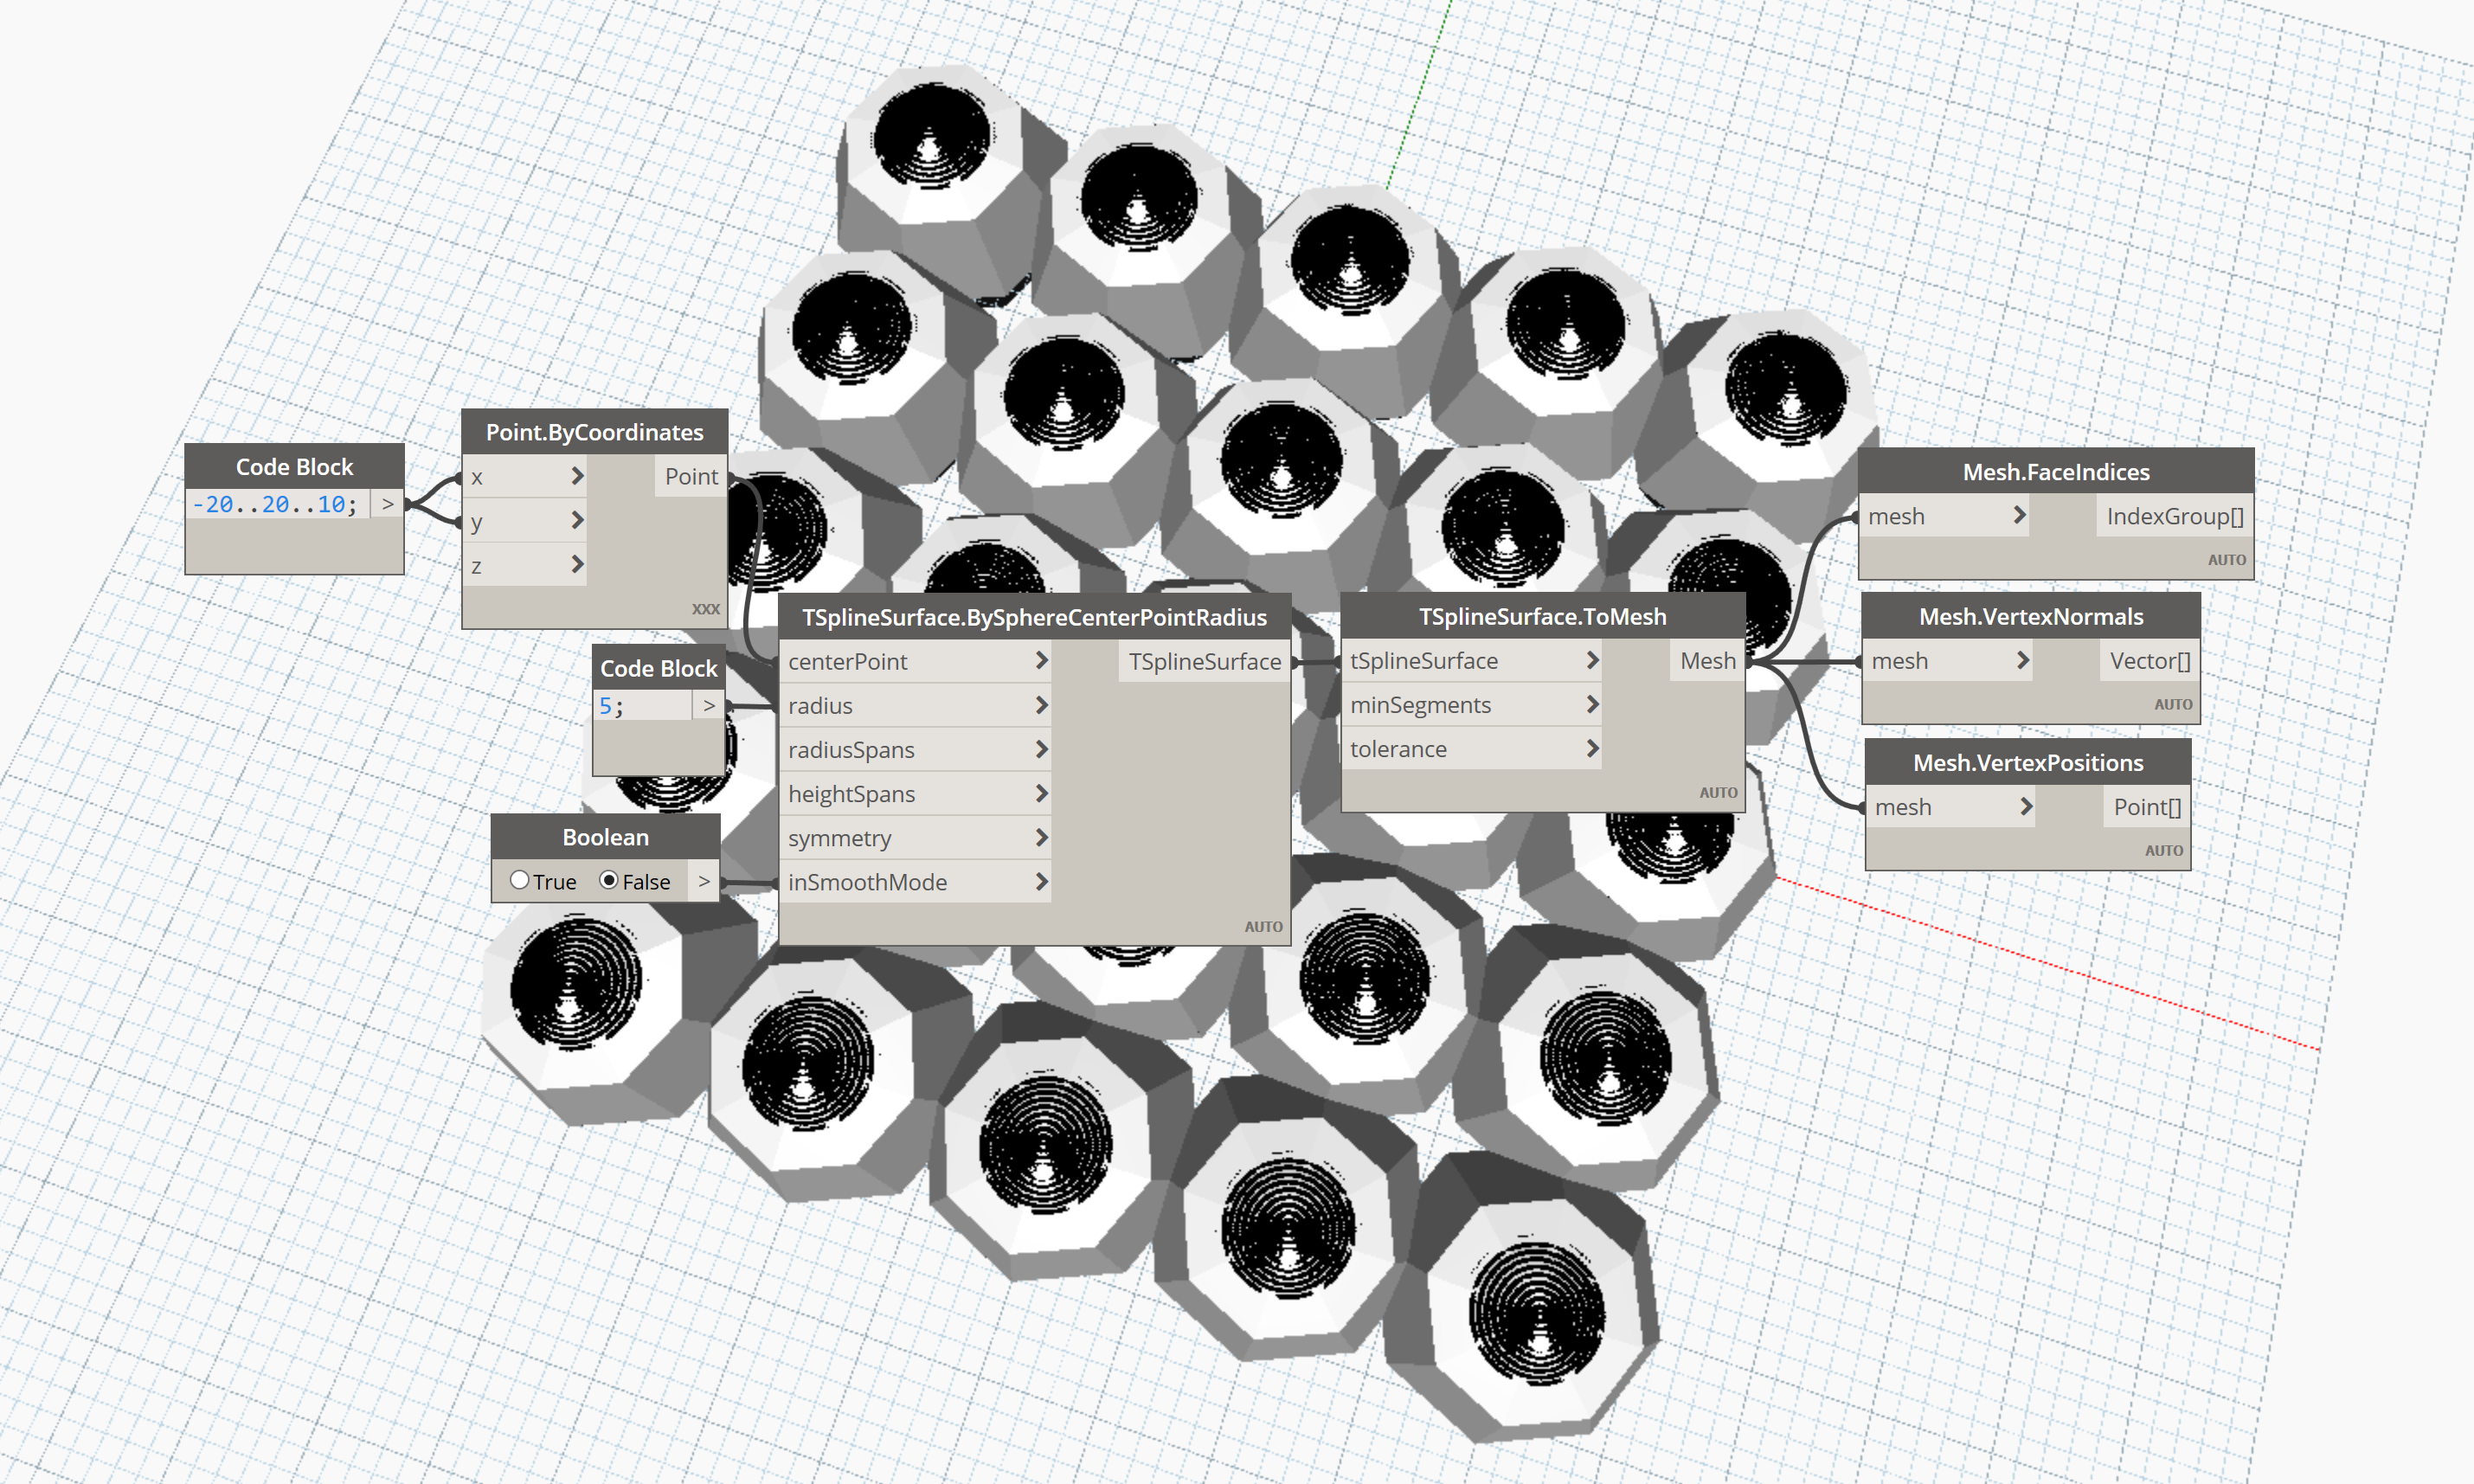 Code Block
-20..20..10;
>
Point.ByCoordinates
x
Point
y
z
XXX
Code Block
5;
>
Boolean
True
False
>
TSplineSurface.BySphereCenterPointRadius
centerPoint
TSplineSurface
radius
radiusSpans
heightSpans
symmetry
inSmoothMode
AUTO
TSplineSurface.ToMesh
tSplineSurface
Mesh
minSegments
tolerance
AUTO
Mesh.FaceIndices
mesh
IndexGroup[]
AUTO
Mesh.VertexNormals
mesh
Vector[]
AUTO
Mesh.VertexPositions
mesh
Point[]
AUTO